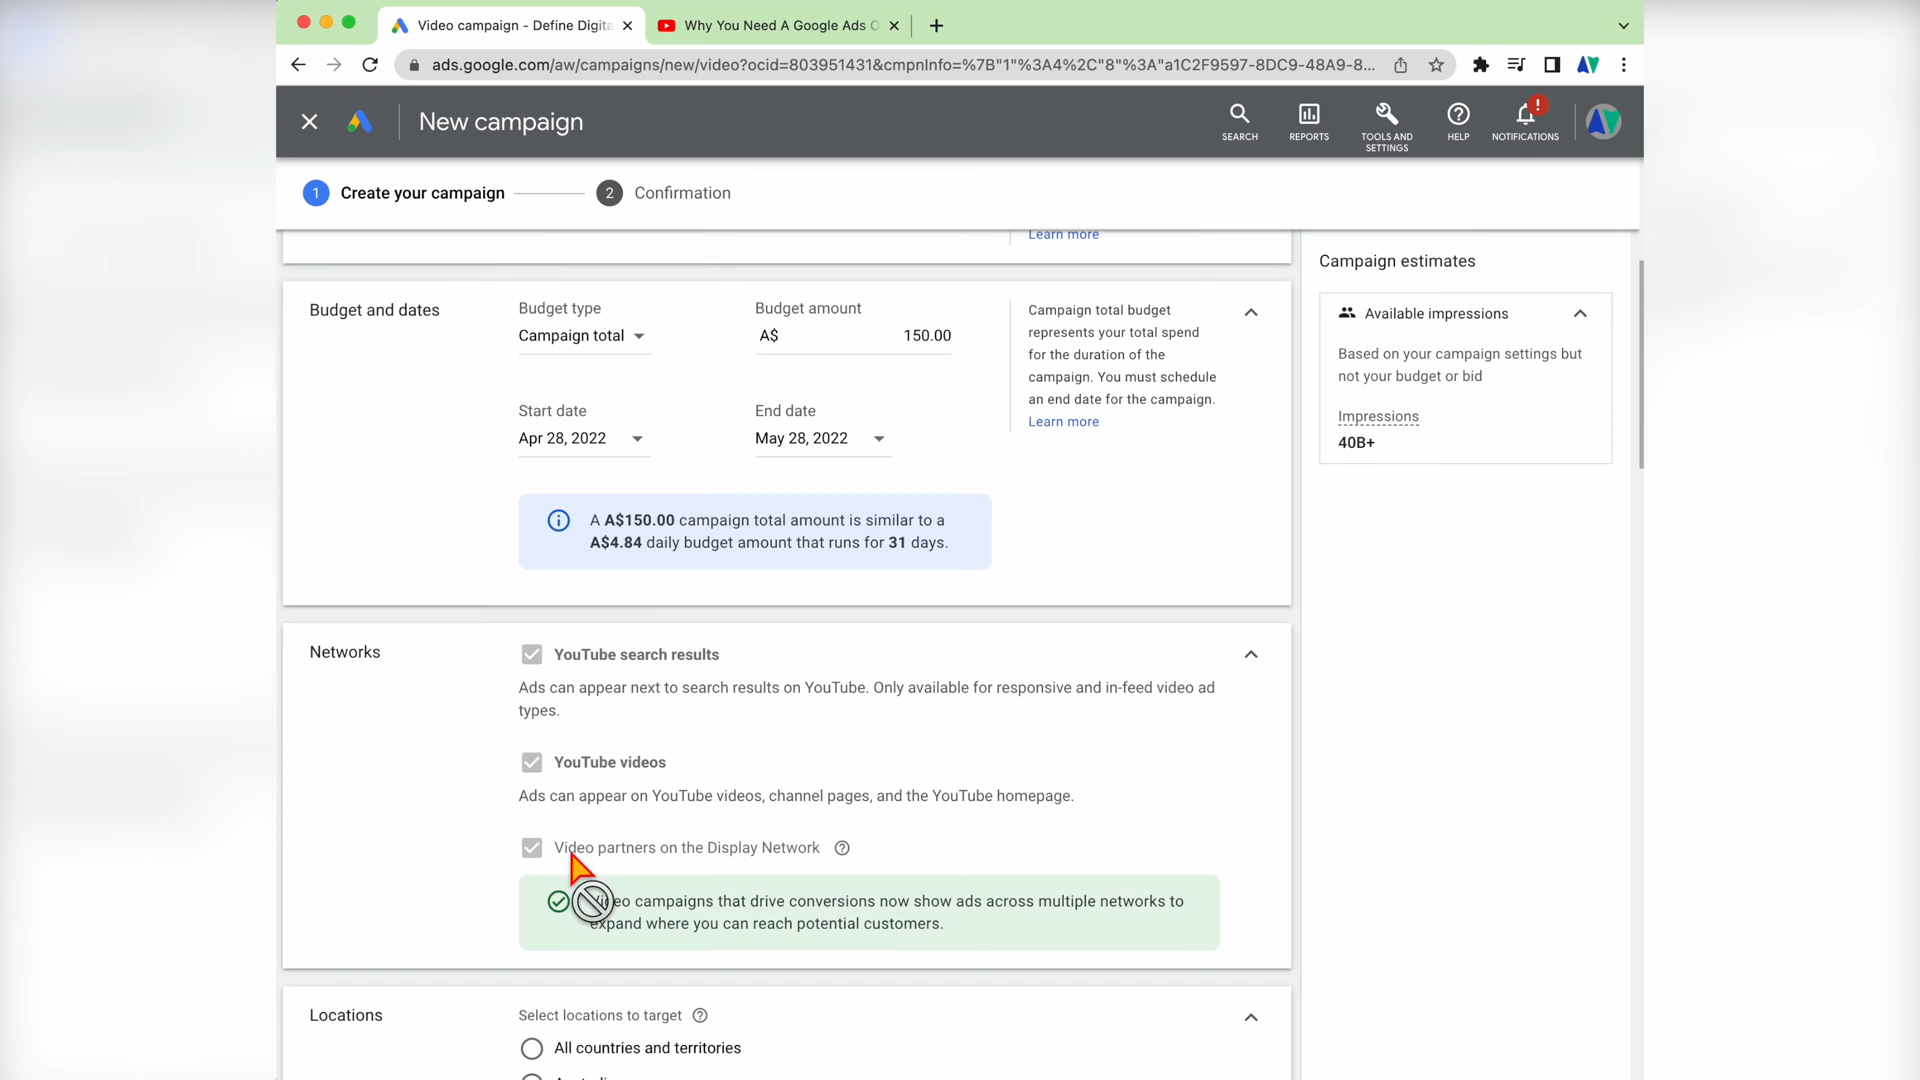 Video campaign - Define Digita
Why You Need A Google Ads C
ads.google.com/aw/campaigns/new/video?ocid=803951431&cmpnInfo=%7B"1"%3A4%2C"8"%3A"a1C2F9597-8DC9-48A9-8...
New campaign
SEARCH
REPORTS
TOOLS AND
SETTINGS
HELP
NOTIFICATIONS
1 Create your campaign
2 Confirmation
Learn more
Budget and dates
Budget type
Campaign total
Budget amount
A$ 150.00
Start date
Apr 28, 2022
End date
May 28, 2022
Campaign total budget
represents your total spend
for the duration of the
campaign. You must schedule
an end date for the campaign.
Learn more
A A$150.00 campaign total amount is similar to a
A$4.84 daily budget amount that runs for 31 days.
Campaign estimates
Available impressions
Based on your campaign settings but
not your budget or bid
Impressions
40B+
Networks
YouTube search results
Ads can appear next to search results on YouTube. Only available for responsive and in-feed video ad
types.
YouTube videos
Ads can appear on YouTube videos, channel pages, and the YouTube homepage.
Video partners on the Display Network
Video campaigns that drive conversions now show ads across multiple networks to
expand where you can reach potential customers.
Locations
Select locations to target
All countries and territories